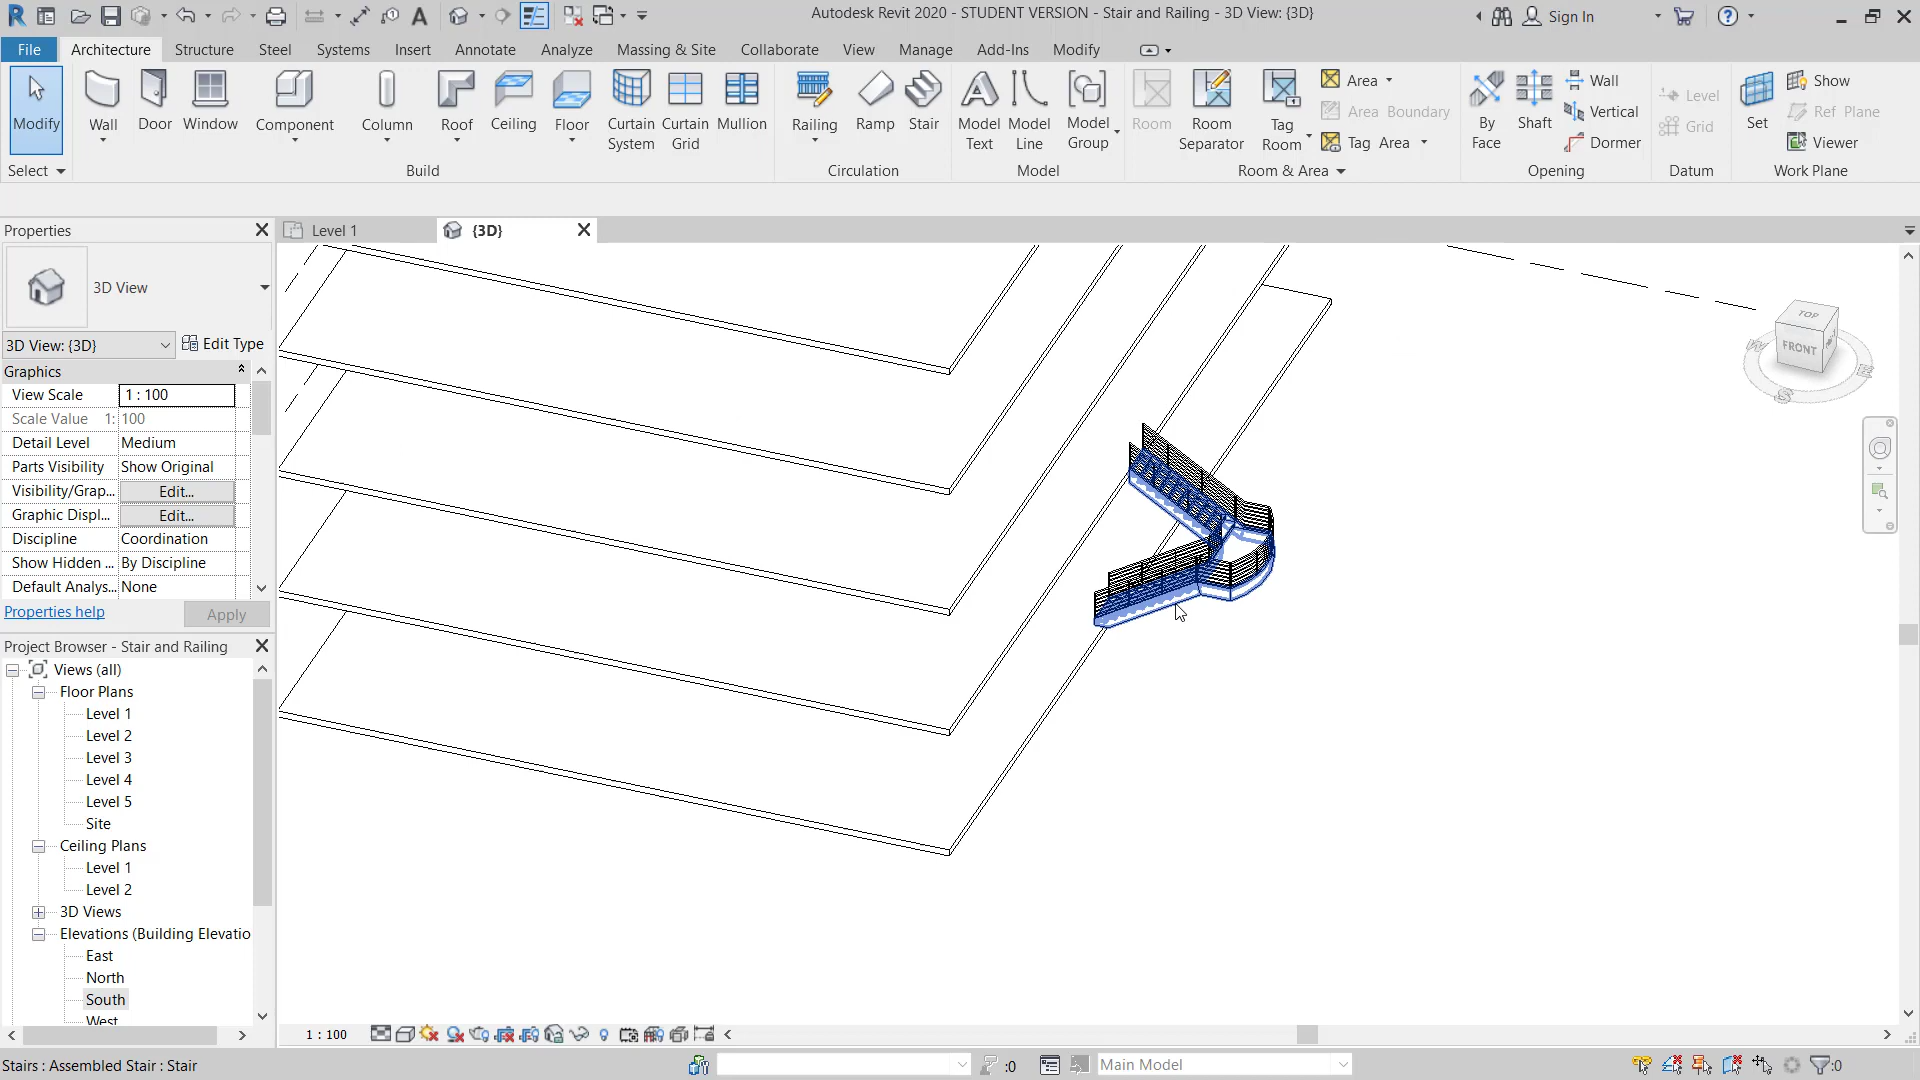 Autodesk Revit 2020 - STUDENT VERSION - Stair and Railing - 3D View: {3D}
Sign In
File Architecture Structure Steel Systems Insert Annotate Analyze Massing & Site Collaborate View Manage Add-Ins Modify
Modify
Wall
Door
Window
Component
Column
Roof
Ceiling
Floor
Curtain
System
Curtain
Grid
Mullion
Railing
Ramp
Stair
Model
Text
Model
Line
Model
Group
Room
Room
Separator
Tag
Room
Area
Area Boundary
Tag Area
By
Face
Shaft
Wall
Vertical
Dormer
Level
Grid
Set
Show
Ref Plane
Viewer
Select Build Circulation Model Room & Area Opening Datum Work Plane
Properties
Level 1
{3D}
3D View
3D View: {3D}
Edit Type
Graphics
View Scale 1 : 100
Scale Value 1: 100
Detail Level Medium
Parts Visibility Show Original
Visibility/Grap... Edit...
Graphic Displ... Edit...
Discipline Coordination
Show Hidden ... By Discipline
Default Analys... None
Properties help
Apply
TOP
FRONT
W
S
E
Project Browser - Stair and Railing
Views (all)
Floor Plans
Level 1
Level 2
Level 3
Level 4
Level 5
Site
Ceiling Plans
Level 1
Level 2
3D Views
Elevations (Building Elevatio
East
North
South
West
1 : 100
Stairs : Assembled Stair : Stair
:0
Main Model
:0